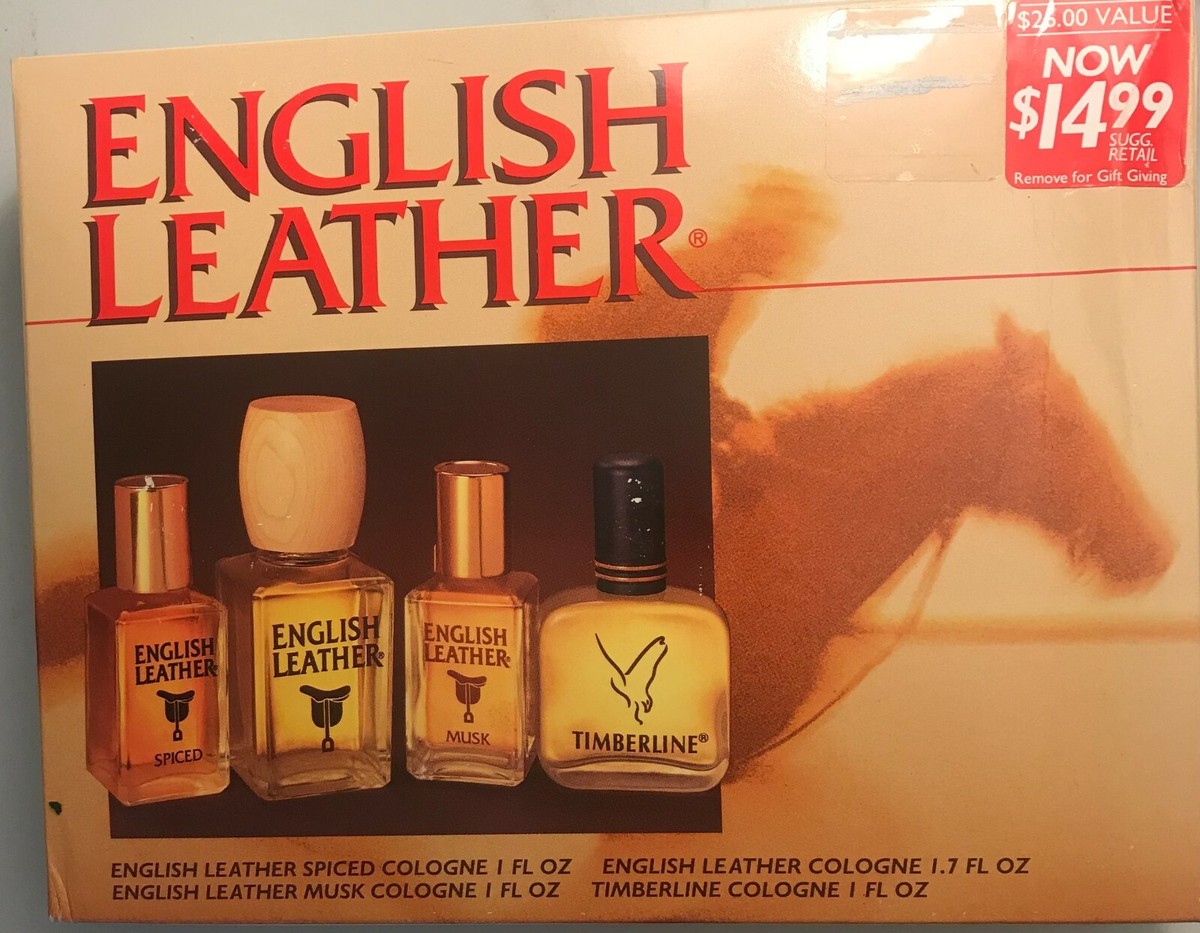 $26.00 VALUE
NOW
$14.99
SUGG.
RETAIL
Remove for Gift Giving
ENGLISH
LEATHER®
ENGLISH
LEATHER®
SPICED
ENGLISH
LEATHER®
ENGLISH
LEATHER®
MUSK
TIMBERLINE®
ENGLISH LEATHER SPICED COLOGNE 1 FL OZ ENGLISH LEATHER COLOGNE 1.7 FL OZ
ENGLISH LEATHER MUSK COLOGNE 1 FL OZ TIMBERLINE COLOGNE 1 FL OZ